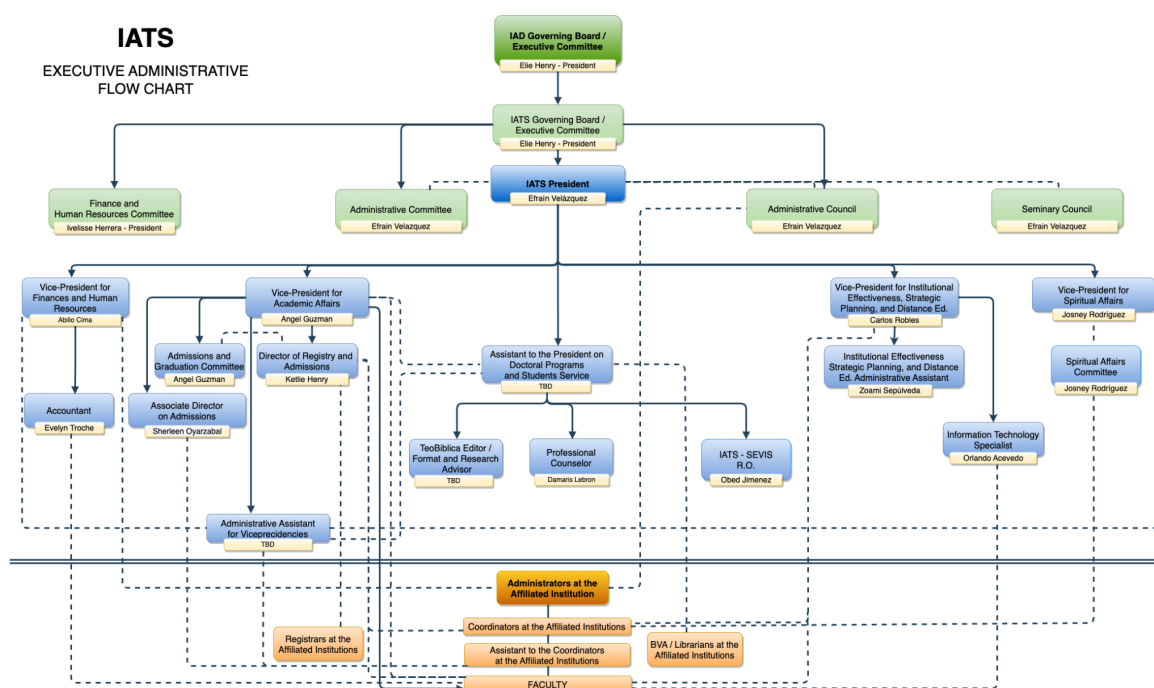 IATS
EXECUTIVE ADMINISTRATIVE
FLOW CHART
IAD Governing Board /
Executive Committee
Elie Henry - President
IATS Governing Board /
Executive Committee
Elie Henry - President
IATS President
Efraín Velázquez
Finance and
Human Resources Committee
Ivelisse Herrera - President
Administrative Committee
Efrain Velazquez
Administrative Council
Efrain Velazquez
Seminary Council
Efrain Velazquez
Vice-President for
Finances and Human
Resources
Abilio Cima
Vice-President for
Academic Affairs
Angel Guzman
Vice-President for Institutional
Effectiveness, Strategic
Planning, and Distance Ed.
Carlos Robles
Vice-President for
Spiritual Affairs
Josney Rodríguez
Admissions and
Graduation Committee
Angel Guzman
Director of Registry and
Admissions
Ketlie Henry
Assistant to the President on
Doctoral Programs
and Students Service
TBD
Institutional Effectiveness
Strategic Planning, and Distance
Ed. Administrative Assistant
Zoami Sepúlveda
Spiritual Affairs
Committee
Josney Rodríguez
Accountant
Evelyn Troche
Associate Director
on Admissions
Sherleen Oyarzabal
TeoBiblica Editor /
Format and Research
Advisor
TBD
Professional
Counselor
Damaris Lebron
IATS - SEVIS
R.O.
Obed Jimenez
Information Technology
Specialist
Orlando Acevedo
Administrative Assistant
for Viceprecidencies
TBD
Administrators at the
Affiliated Institution
Coordinators at the Affiliated Institutions
Registrars at the
Affiliated Institutions
BVA / Librarians at the
Affiliated Institutions
Assistant to the Coordinators
at the Affiliated Institutions
FACULTY